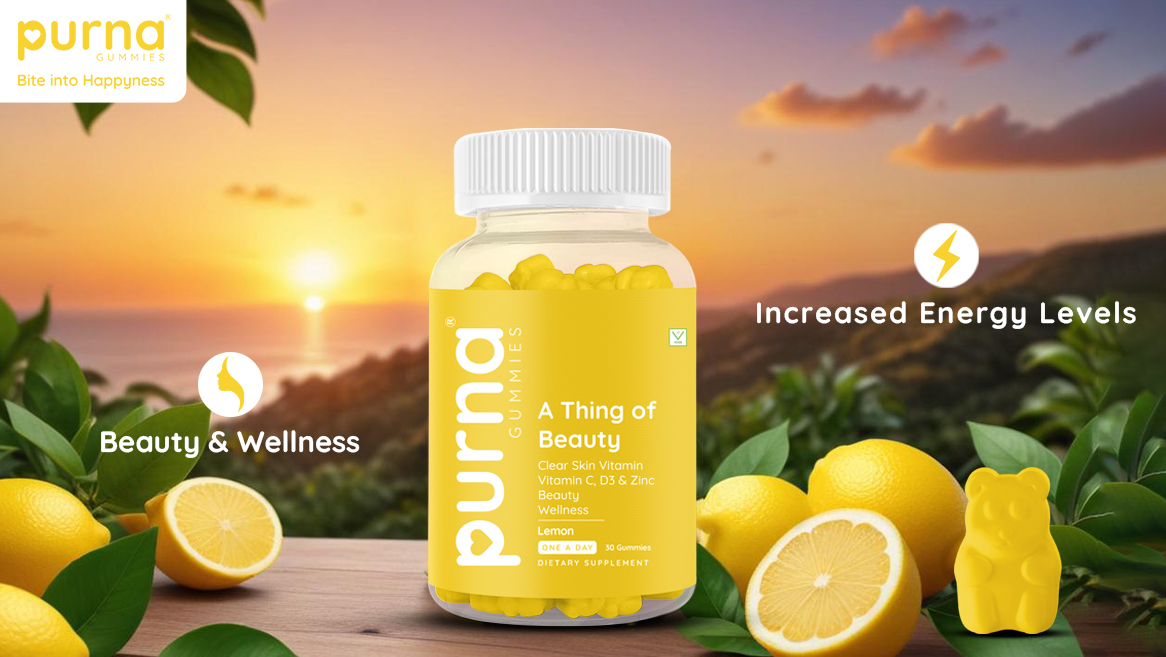 purna®
GUMMIES
Bite into Happyness
Increased Energy Levels
Beauty & Wellness
purna®
GUMMIES
A Thing of
Beauty
Clear Skin Vitamin
Vitamin C, D3 & Zinc
Beauty
Wellness
Lemon
ONE A DAY 30 Gummies
DIETARY SUPPLEMENT